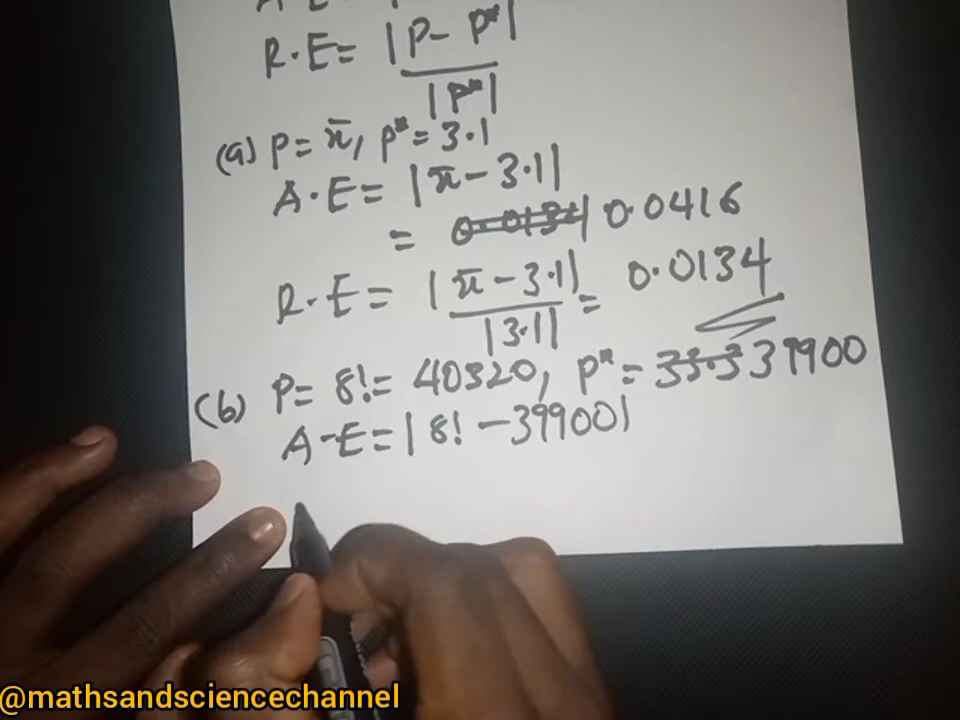 R.E = |P - P*|
|P*|
(a) P = π, P* = 3.1
A.E = |π - 3.1|
= 0.0416
R.E = |π - 3.1| = 0.0134
|3.1|
(b) P = 8! = 40320, P* = 39900
A-E = |8! - 39900|
@mathsandsciencechannel